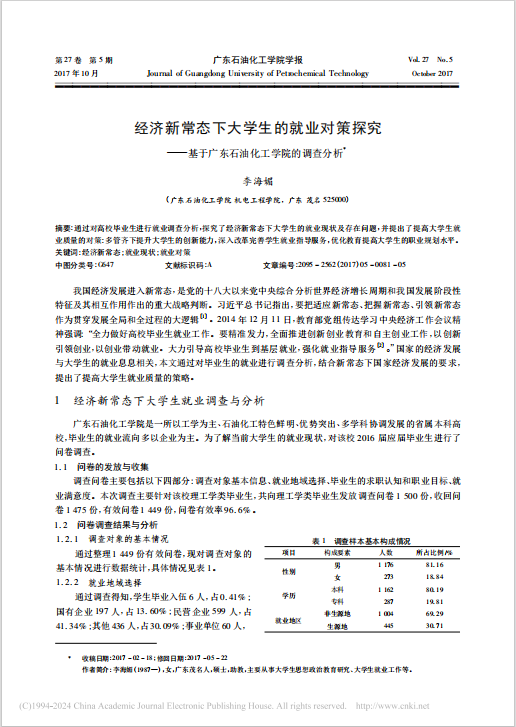 第27卷 第5期
广东石油化工学院学报
Vol. 27 No. 5
2017年10月
Journal of Guangdong University of Petrochemical Technology
October 2017
经济新常态下大学生的就业对策探究
——基于广东石油化工学院的调查分析*
李海媚
(广东石油化工学院 机电工程学院,广东 茂名 525000)
摘要:通过对高校毕业生进行就业调查分析,探究了经济新常态下大学生的就业现状及存在问题,并提出了提高大学生就
业质量的对策:多管齐下提升大学生的创新能力,深入改革完善学生就业指导服务,优化教育提高大学生的职业规划水平。
关键词:经济新常态;就业现状;就业对策
中图分类号:G647 文献标识码:A 文章编号:2095-2562(2017)05-0081-05
我国经济发展进入新常态,是党的十八大以来党中央综合分析世界经济增长周期和我国发展阶段性
特征及其相互作用作出的重大战略判断。习近平总书记指出,要把适应新常态、把握新常态、引领新常态
作为贯穿发展全局和全过程的大逻辑[1]。2014年12月11日,教育部党组传达学习中央经济工作会议精
神强调:“全力做好高校毕业生就业工作。要精准发力,全面推进创新创业教育和自主创业工作,以创新
引领创业,以创业带动就业。大力引导高校毕业生到基层就业,强化就业指导服务[2]。”国家的经济发展
与大学生的就业息息相关,本文通过对毕业生的就业进行调查分析,结合新常态下国家经济发展的要求,
提出了提高大学生就业质量的策略。
1 经济新常态下大学生就业调查与分析
广东石油化工学院是一所以工学为主、石油化工特色鲜明、优势突出、多学科协调发展的省属本科高
校,毕业生的就业流向多以企业为主。为了解当前大学生的就业现状,对该校2016届应届毕业生进行了
问卷调查。
1.1 问卷的发放与收集
问卷调查主要包括以下四部分:调查对象基本信息、就业地域选择、毕业生的求职认知和职业目标、就
业满意度。本次调查主要针对该校理工学类毕业生,共向理工学类毕业生发放调查问卷1 500份,收回问
卷1 475份,有效问卷1 449份,问卷有效率96.6%。
1.2 问卷调查结果与分析
1.2.1 调查对象的基本情况
通过整理1 449份有效问卷,现对调查对象的
基本情况进行数据统计,具体情况见表1。
1.2.2 就业地域选择
通过调查得知,学生毕业入伍6人,占0.41%;
国有企业197人,占13.60%;民营企业599人,占
41.34%;其他436人,占30.09%;事业单位60人,
表1 调查样本基本构成情况
项目 构成要素 人数 所占比例/%
性别 男 1 176 81.16
女 273 18.84
学历 本科 1 162 80.19
专科 287 19.81
就业地区 非生源地 1 004 69.29
生源地 445 30.71
* 收稿日期:2017-02-18;修回日期:2017-05-22
作者简介:李海媚(1987—),女,广东茂名人,硕士,助教,主要从事大学生思想政治教育研究、大学生就业工作等。
(C)1994-2024 China Academic Journal Electronic Publishing House. All rights reserved. http://www.cnki.net